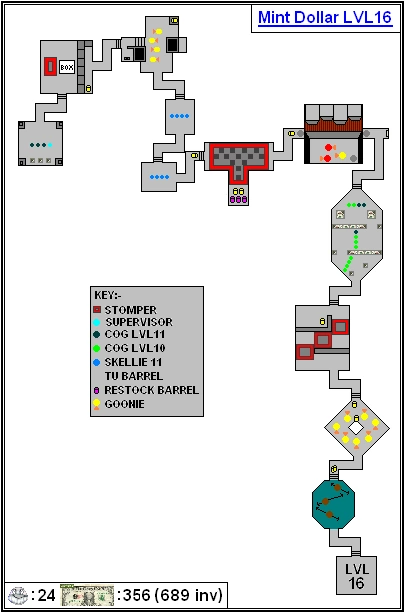 Mint Dollar LVL16
BOX
KEY:-
STOMPER
SUPERVISOR
COG LVL11
COG LVL10
SKELLIE 11
TU BARREL
RESTOCK BARREL
GOONIE
LVL
16
:24 :356 (689 inv)